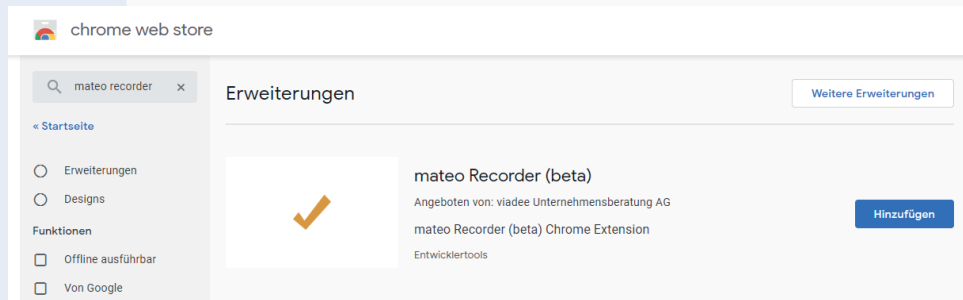 chrome web store
mateo recorder ×
« Startseite
Erweiterungen
Designs
Funktionen
Offline ausführbar
Von Google
Erweiterungen
Weitere Erweiterungen
mateo Recorder (beta)
Angeboten von: viadee Unternehmensberatung AG
mateo Recorder (beta) Chrome Extension
Entwicklertools
Hinzufügen